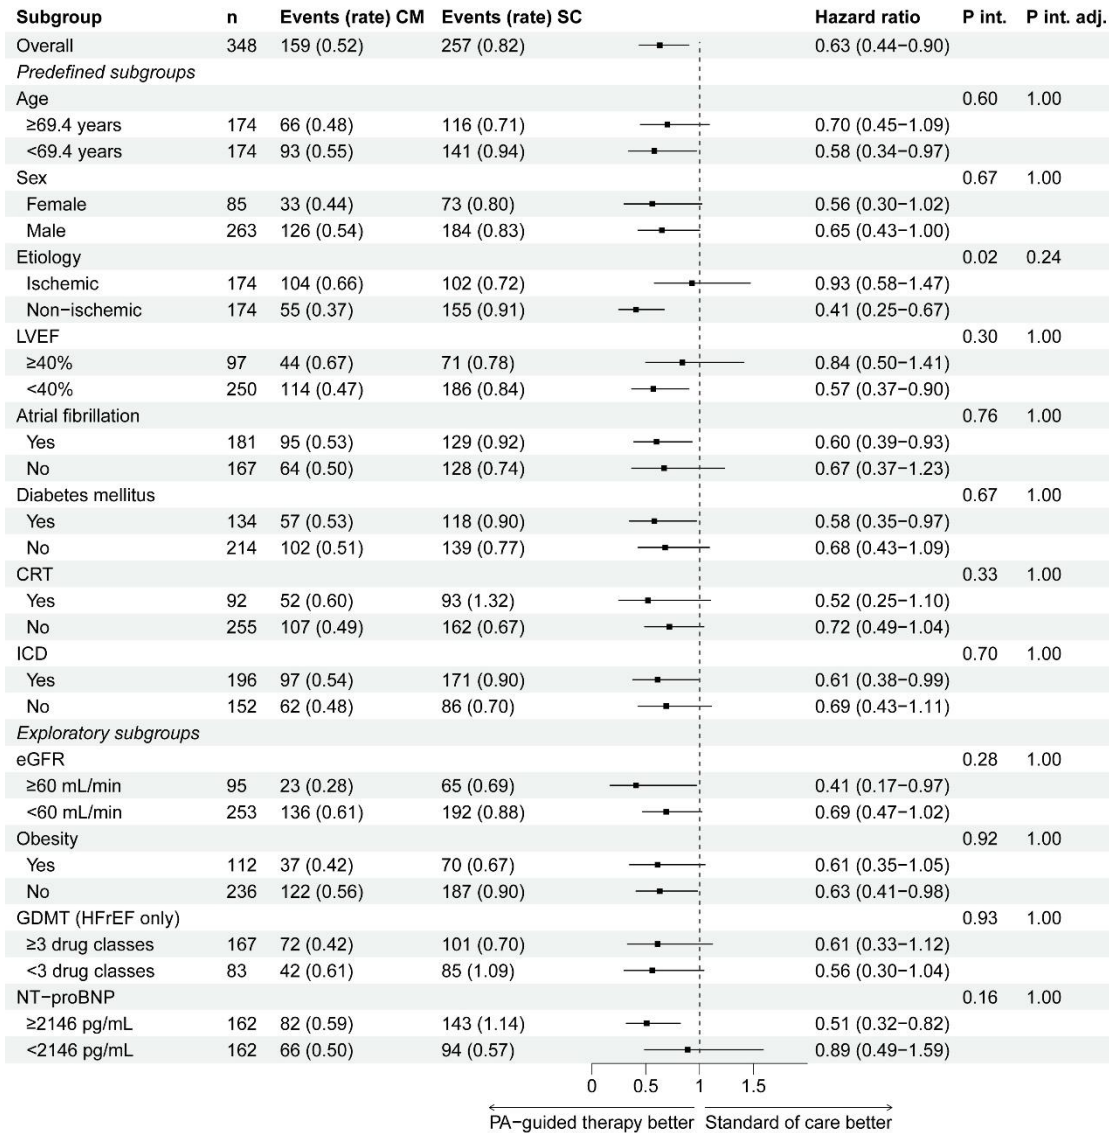 Subgroup n Events (rate) CM Events (rate) SC Hazard ratio P int. P int. adj.
Overall 348 159 (0.52) 257 (0.82) 0.63 (0.44−0.90)
Predefined subgroups
Age 0.60 1.00
≥69.4 years 174 66 (0.48) 116 (0.71) 0.70 (0.45−1.09)
<69.4 years 174 93 (0.55) 141 (0.94) 0.58 (0.34−0.97)
Sex 0.67 1.00
Female 85 33 (0.44) 73 (0.80) 0.56 (0.30−1.02)
Male 263 126 (0.54) 184 (0.83) 0.65 (0.43−1.00)
Etiology 0.02 0.24
Ischemic 174 104 (0.66) 102 (0.72) 0.93 (0.58−1.47)
Non−ischemic 174 55 (0.37) 155 (0.91) 0.41 (0.25−0.67)
LVEF 0.30 1.00
≥40% 97 44 (0.67) 71 (0.78) 0.84 (0.50−1.41)
<40% 250 114 (0.47) 186 (0.84) 0.57 (0.37−0.90)
Atrial fibrillation 0.76 1.00
Yes 181 95 (0.53) 129 (0.92) 0.60 (0.39−0.93)
No 167 64 (0.50) 128 (0.74) 0.67 (0.37−1.23)
Diabetes mellitus 0.67 1.00
Yes 134 57 (0.53) 118 (0.90) 0.58 (0.35−0.97)
No 214 102 (0.51) 139 (0.77) 0.68 (0.43−1.09)
CRT 0.33 1.00
Yes 92 52 (0.60) 93 (1.32) 0.52 (0.25−1.10)
No 255 107 (0.49) 162 (0.67) 0.72 (0.49−1.04)
ICD 0.70 1.00
Yes 196 97 (0.54) 171 (0.90) 0.61 (0.38−0.99)
No 152 62 (0.48) 86 (0.70) 0.69 (0.43−1.11)
Exploratory subgroups
eGFR 0.28 1.00
≥60 mL/min 95 23 (0.28) 65 (0.69) 0.41 (0.17−0.97)
<60 mL/min 253 136 (0.61) 192 (0.88) 0.69 (0.47−1.02)
Obesity 0.92 1.00
Yes 112 37 (0.42) 70 (0.67) 0.61 (0.35−1.05)
No 236 122 (0.56) 187 (0.90) 0.63 (0.41−0.98)
GDMT (HFrEF only) 0.93 1.00
≥3 drug classes 167 72 (0.42) 101 (0.70) 0.61 (0.33−1.12)
<3 drug classes 83 42 (0.61) 85 (1.09) 0.56 (0.30−1.04)
NT−proBNP 0.16 1.00
≥2146 pg/mL 162 82 (0.59) 143 (1.14) 0.51 (0.32−0.82)
<2146 pg/mL 162 66 (0.50) 94 (0.57) 0.89 (0.49−1.59)
0 0.5 1 1.5
PA−guided therapy better Standard of care better